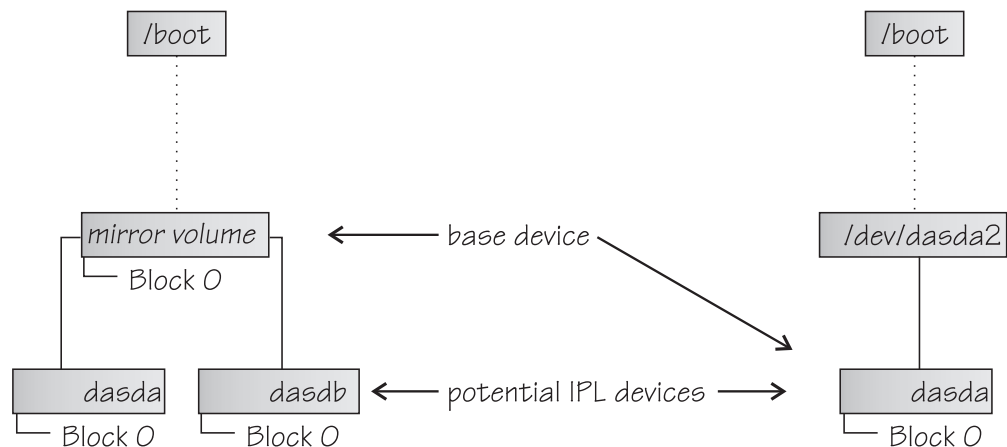 /boot
/boot
mirror volume
base device
/dev/dasda2
Block 0
dasda
dasdb
potential IPL devices
dasda
Block 0
Block 0
Block 0